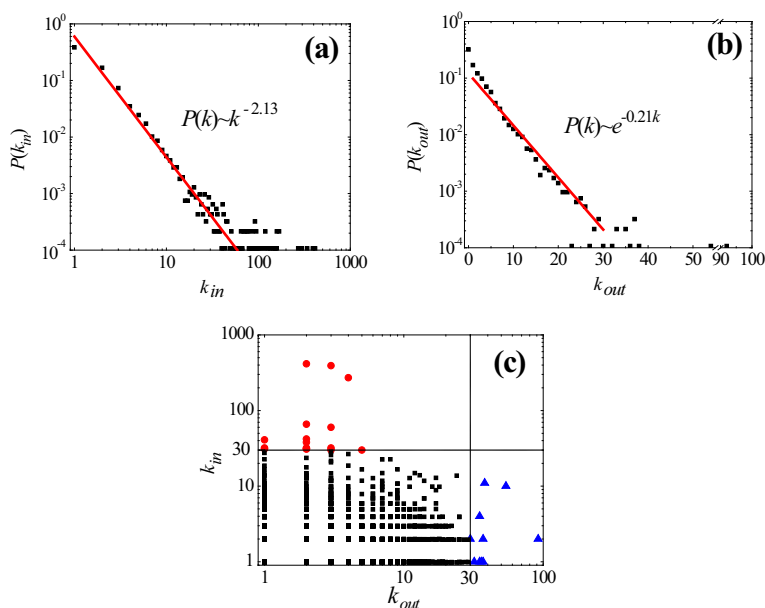 (a)
P(k_in)
10^0
10^-1
10^-2
10^-3
10^-4
P(k)~k^-2.13
1 10 100 1000
k_in
(b)
P(k_out)
10^0
10^-1
10^-2
10^-3
10^-4
P(k)~e^-0.21k
0 10 20 30 40 50 90 100
k_out
(c)
k_in
1000
100
30
10
1
1 10 30 100
k_out